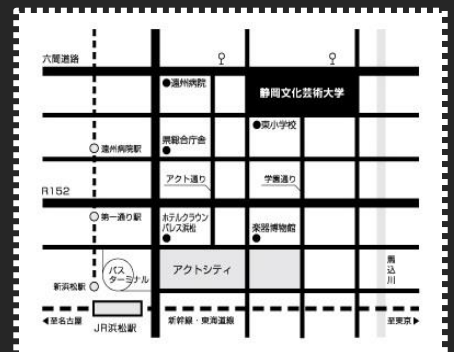 六間道路
●遠州病院
静岡文化芸術大学
●東小学校
県総合庁舎
遠州病院駅
アクト通り
学園通り
R152
第一通り駅
ホテルクラウン
パレス浜松
楽器博物館
バス
ターミナル
アクトシティ
馬込川
新浜松駅
◀至名古屋
JR浜松駅
新幹線・東海道線
至東京▶